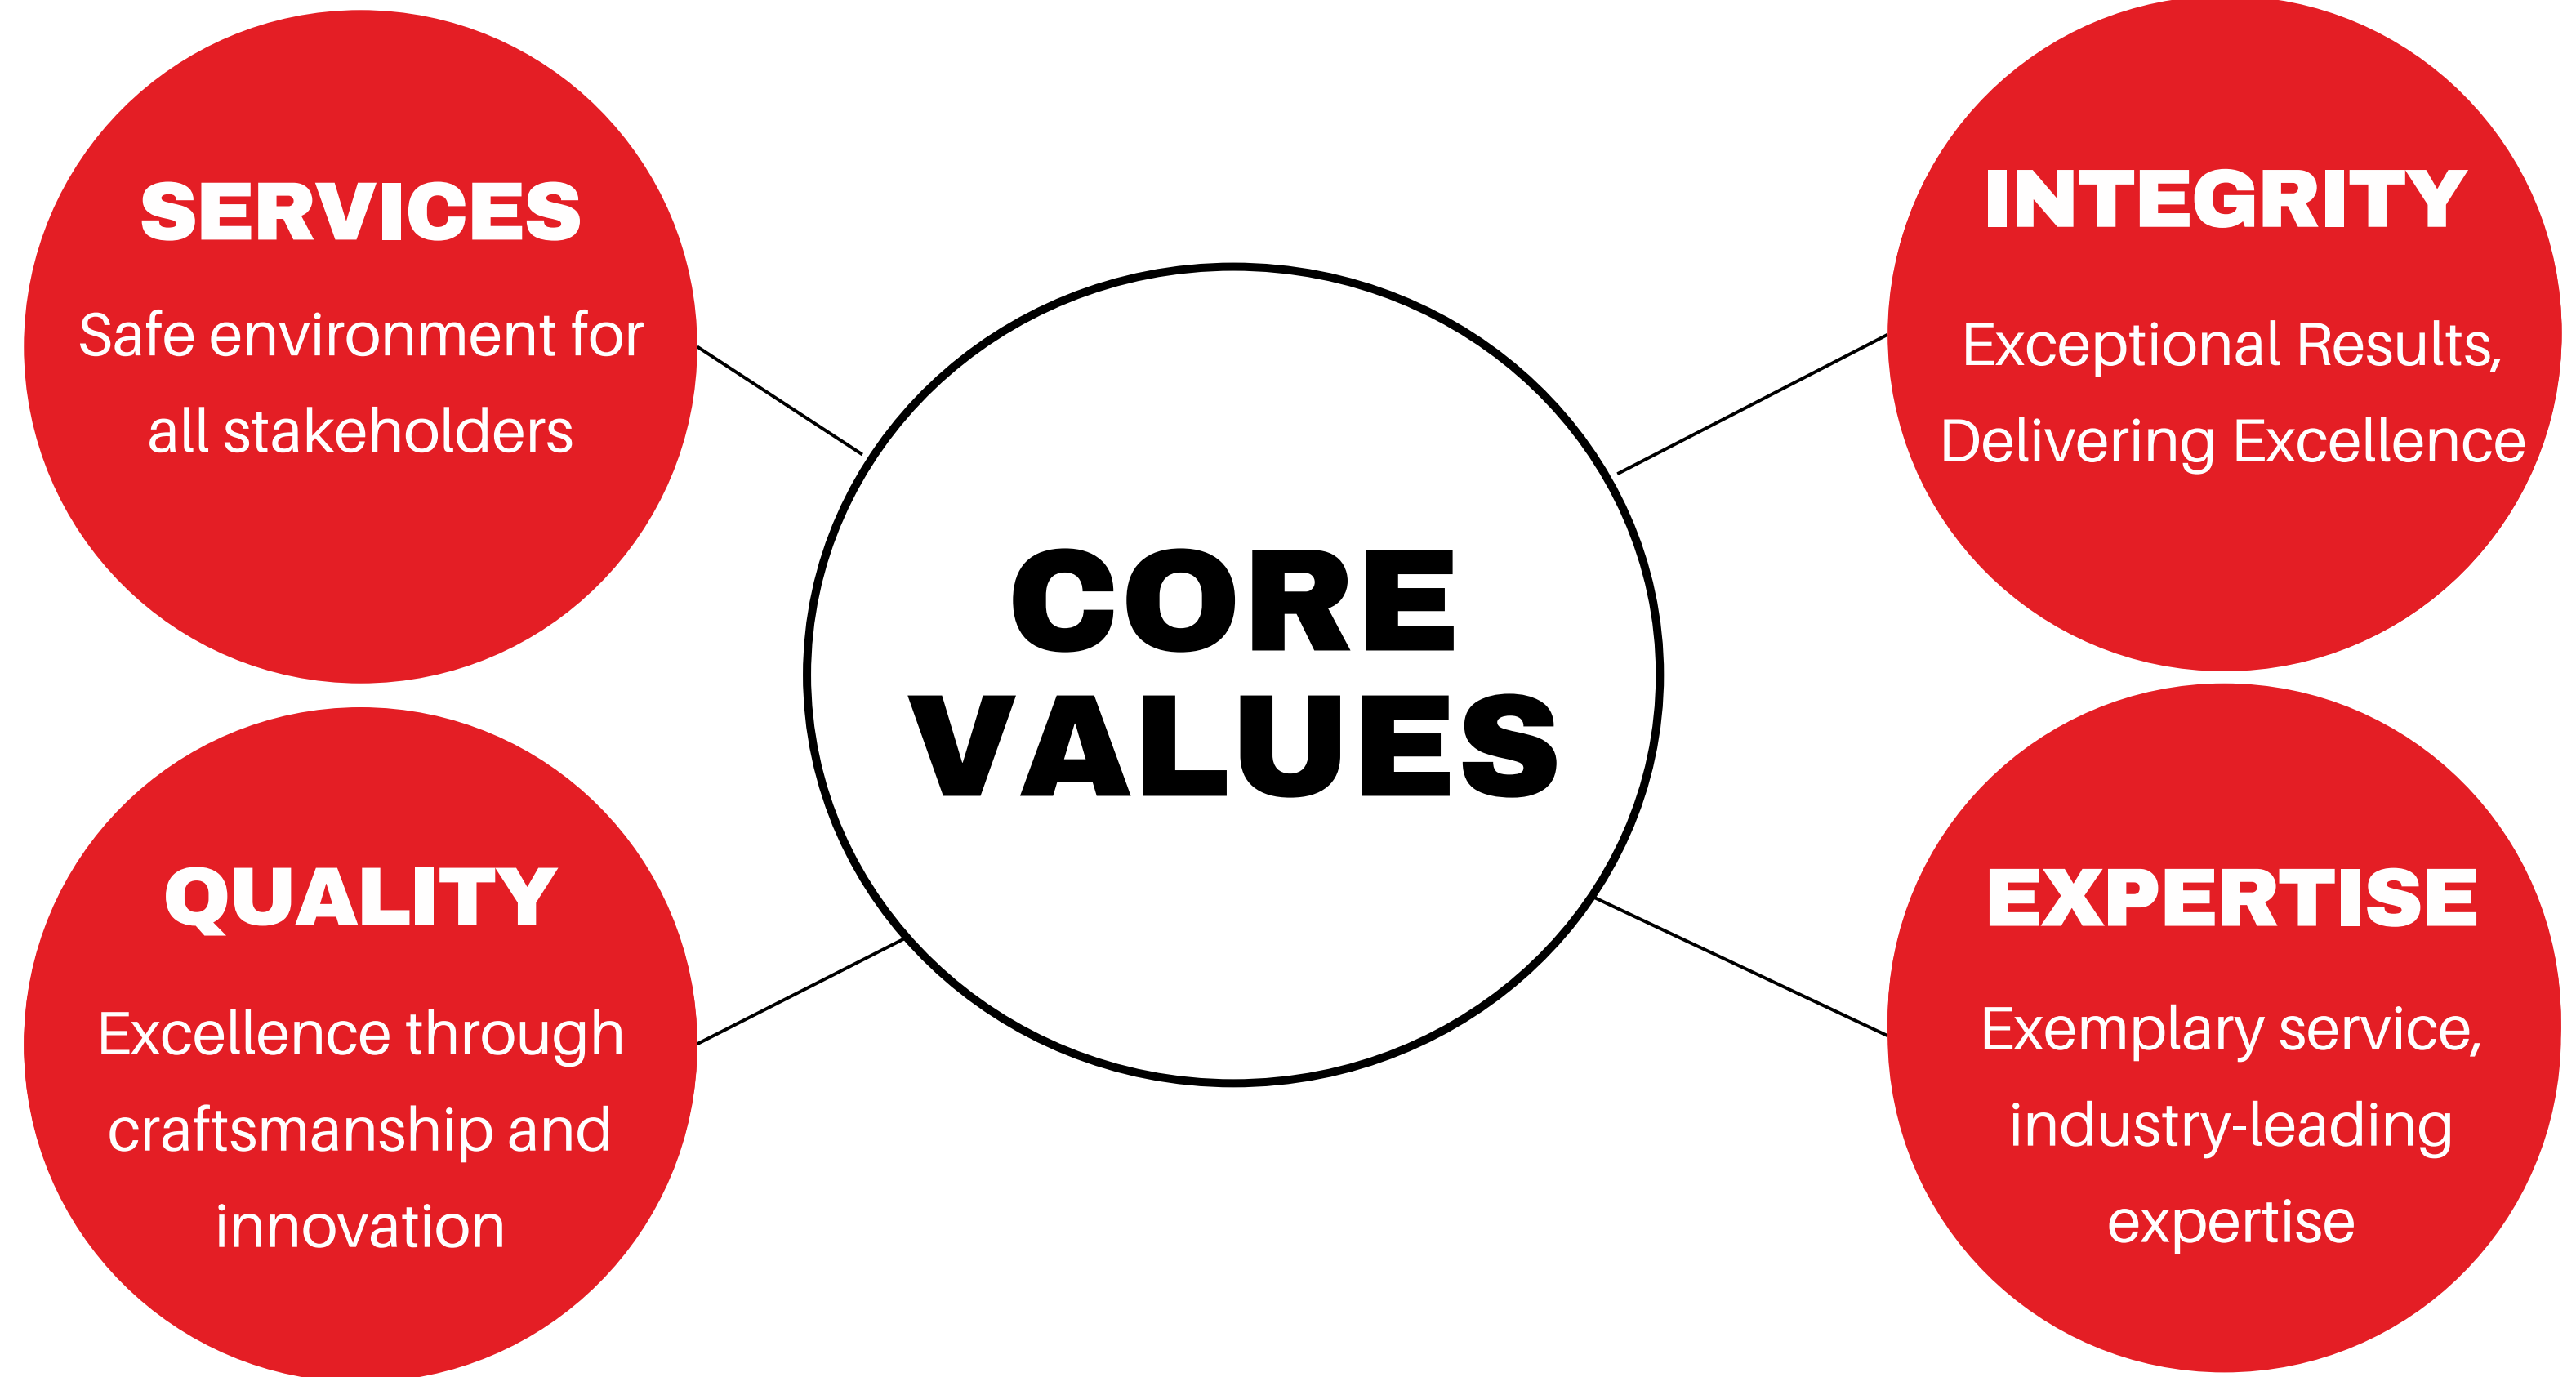 SERVICES
Safe environment for
all stakeholders
INTEGRITY
Exceptional Results,
Delivering Excellence
CORE
VALUES
QUALITY
Excellence through
craftsmanship and
innovation
EXPERTISE
Exemplary service,
industry-leading
expertise